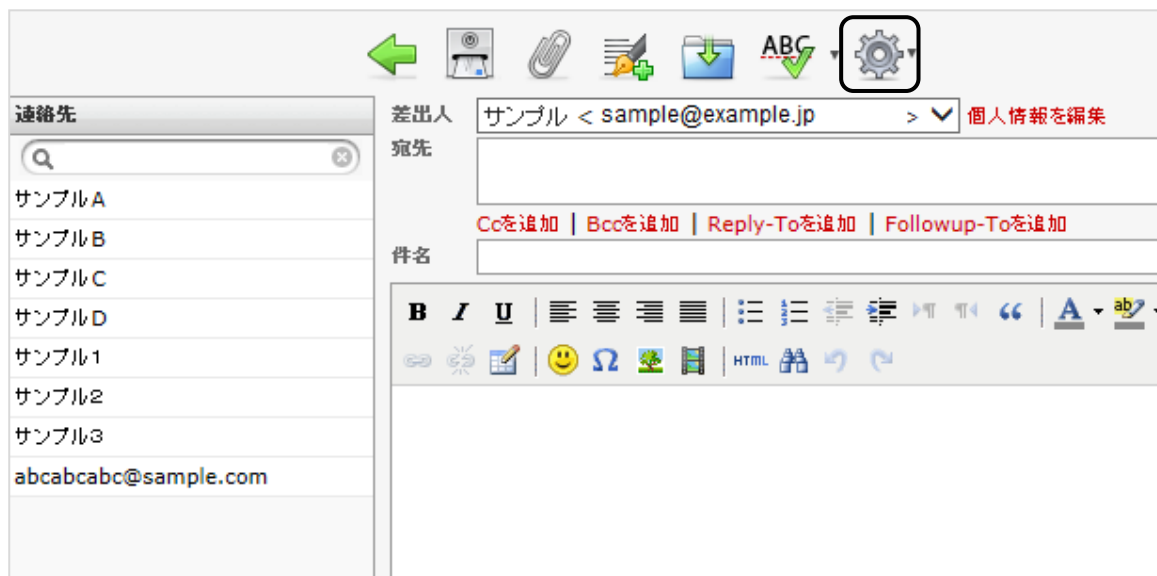 ABC
連絡先
サンプルA
サンプルB
サンプルC
サンプルD
サンプル1
サンプル2
サンプル3
abcabcabc@sample.com
差出人 サンプル < sample@example.jp > 個人情報を編集
宛先
Ccを追加 | Bccを追加 | Reply-Toを追加 | Followup-Toを追加
件名
B I U A ab
Ω HTML